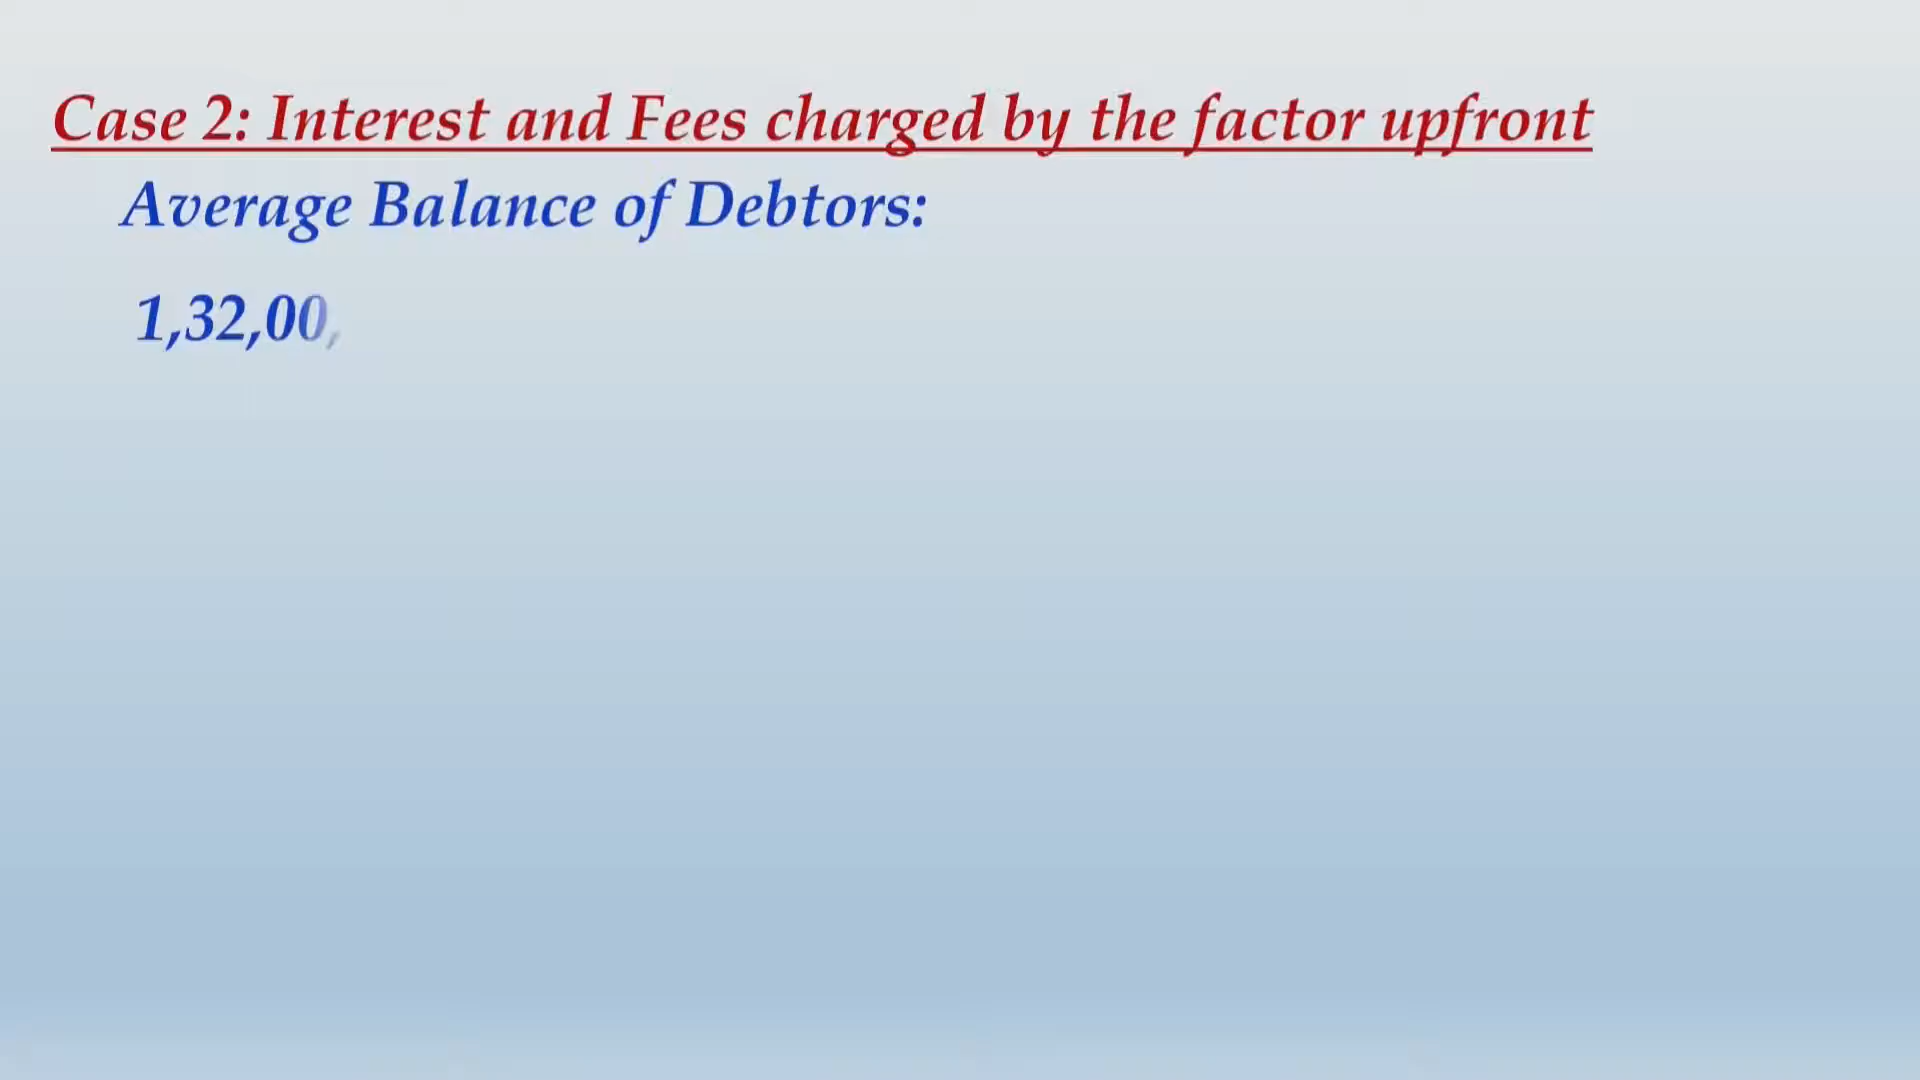 Case 2: Interest and Fees charged by the factor upfront
Average Balance of Debtors:
1,32,00,